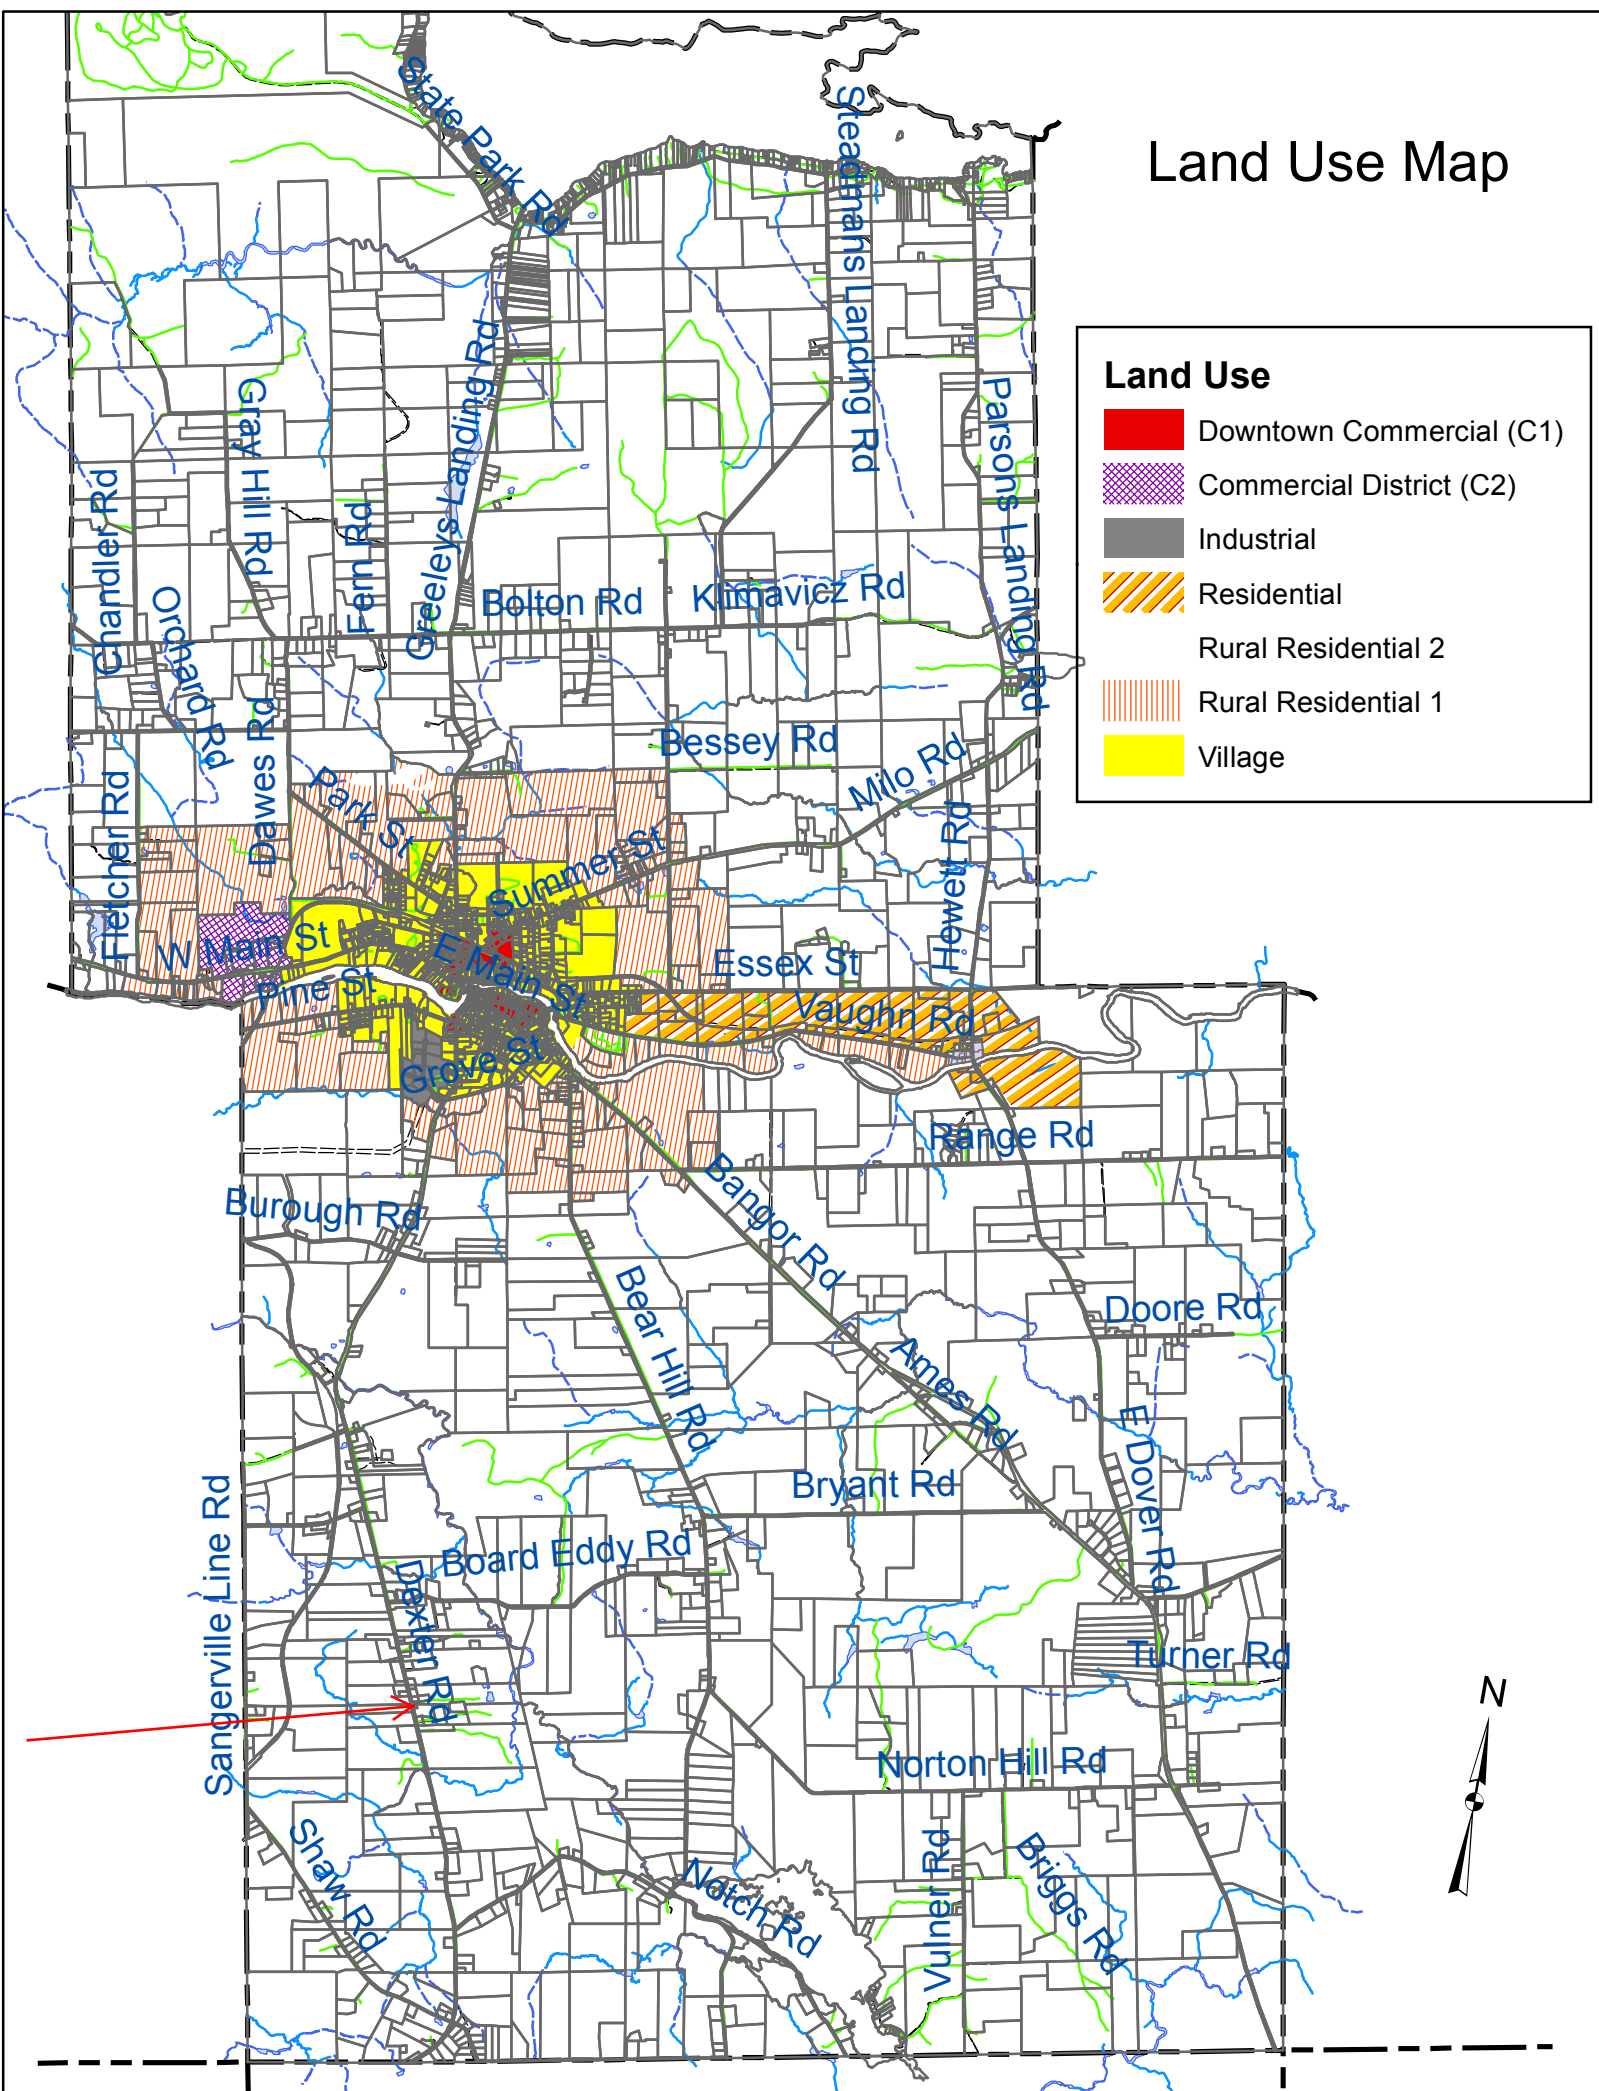 State Park Rd
Steadmans Landing Rd
Land Use Map
Land Use
Downtown Commercial (C1)
Commercial District (C2)
Industrial
Residential
Rural Residential 2
Rural Residential 1
Village
Greeleys Landing Rd
Gray Hill Rd
Parsons Landing Rd
Chandler Rd
Fern Rd
Orchard Rd
Bolton Rd
Klimavicz Rd
Dawes Rd
Bessey Rd
Milo Rd
Fletcher Rd
Park St
Summer St
Howett Rd
W Main St
E Main St
Essex St
Pine St
Vaughn Rd
Grove St
Range Rd
Burough Rd
Bangor Rd
Bear Hill Rd
Doore Rd
Ames Rd
E Dover Rd
Bryant Rd
Sangerville Line Rd
Board Eddy Rd
Dexter Rd
Turner Rd
Norton Hill Rd
N
Shaw Rd
Notch Rd
Vulner Rd
Briggs Rd